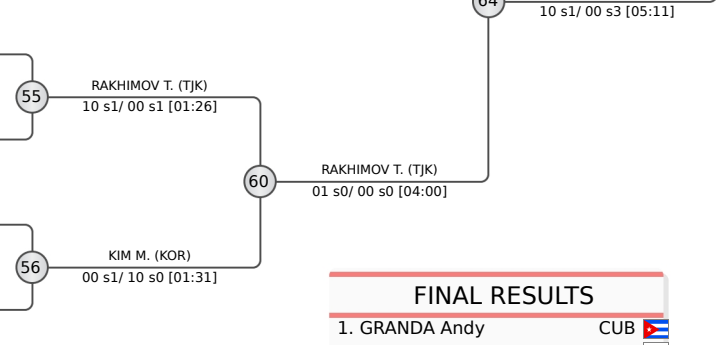 64
10 s1/ 00 s3 [05:11]
RAKHIMOV T. (TJK)
55
10 s1/ 00 s1 [01:26]
RAKHIMOV T. (TJK)
60
01 s0/ 00 s0 [04:00]
KIM M. (KOR)
56
00 s1/ 10 s0 [01:31]
FINAL RESULTS
1. GRANDA Andy CUB